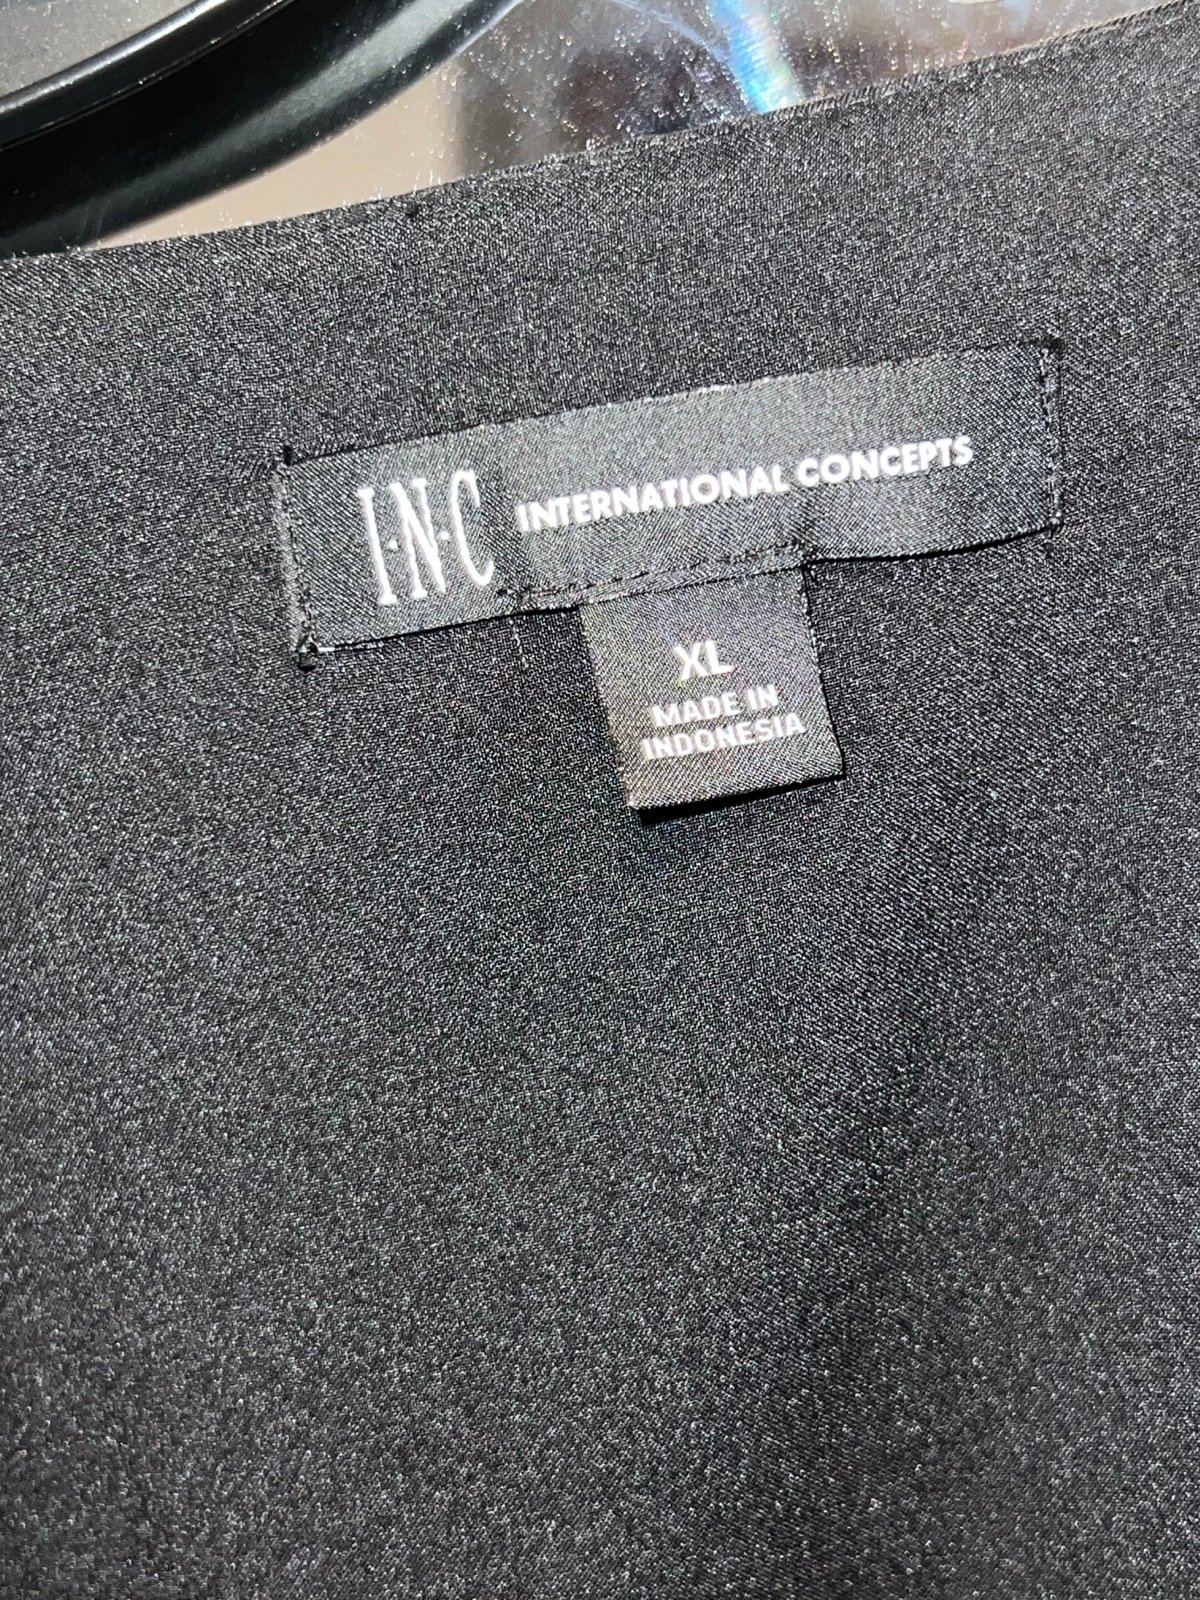 I·N·C INTERNATIONAL CONCEPTS
XL
MADE IN
INDONESIA